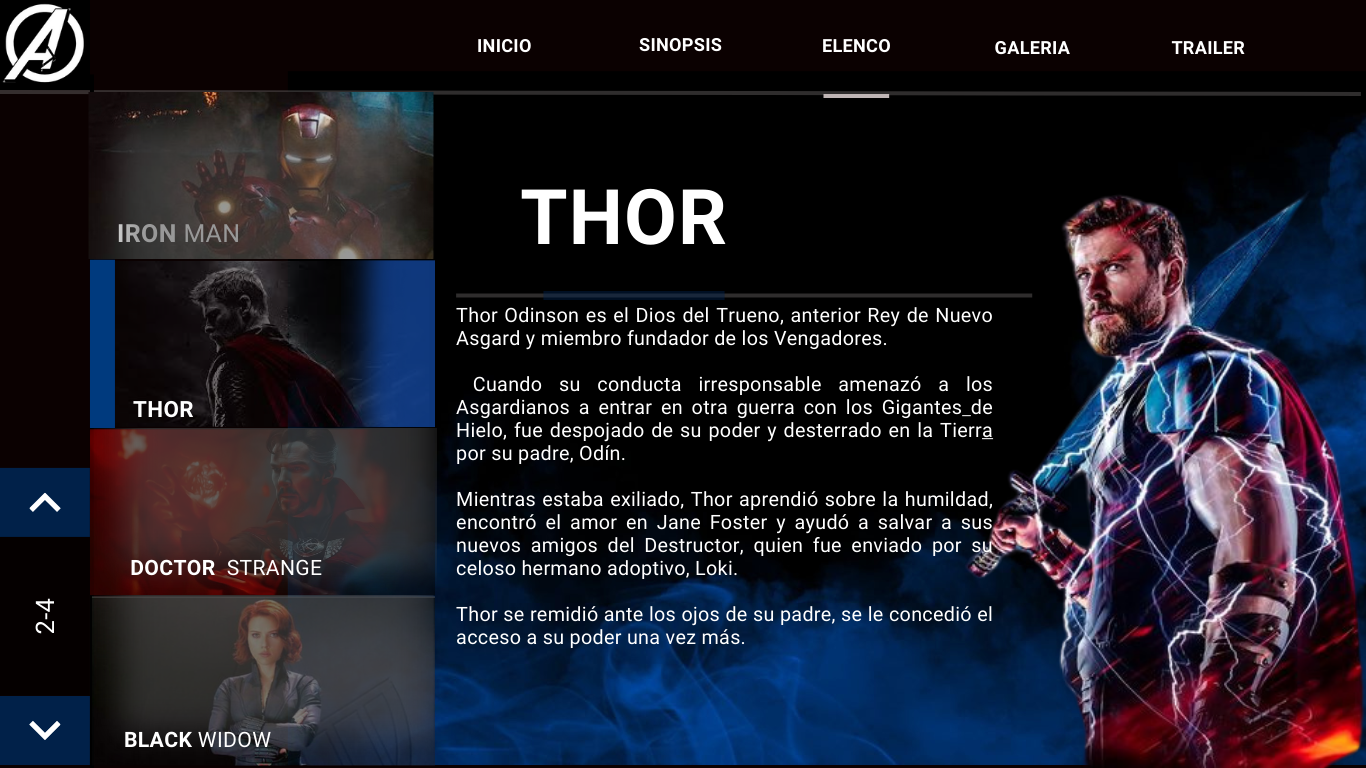 INICIO SINOPSIS ELENCO GALERIA TRAILER
IRON MAN
THOR
DOCTOR STRANGE
BLACK WIDOW
2-4
THOR
Thor Odinson es el Dios del Trueno, anterior Rey de Nuevo
Asgard y miembro fundador de los Vengadores.
Cuando su conducta irresponsable amenazó a los
Asgardianos a entrar en otra guerra con los Gigantes_de
Hielo, fue despojado de su poder y desterrado en la Tierra
por su padre, Odín.
Mientras estaba exiliado, Thor aprendió sobre la humildad,
encontró el amor en Jane Foster y ayudó a salvar a sus
nuevos amigos del Destructor, quien fue enviado por su
celoso hermano adoptivo, Loki.
Thor se remidió ante los ojos de su padre, se le concedió el
acceso a su poder una vez más.